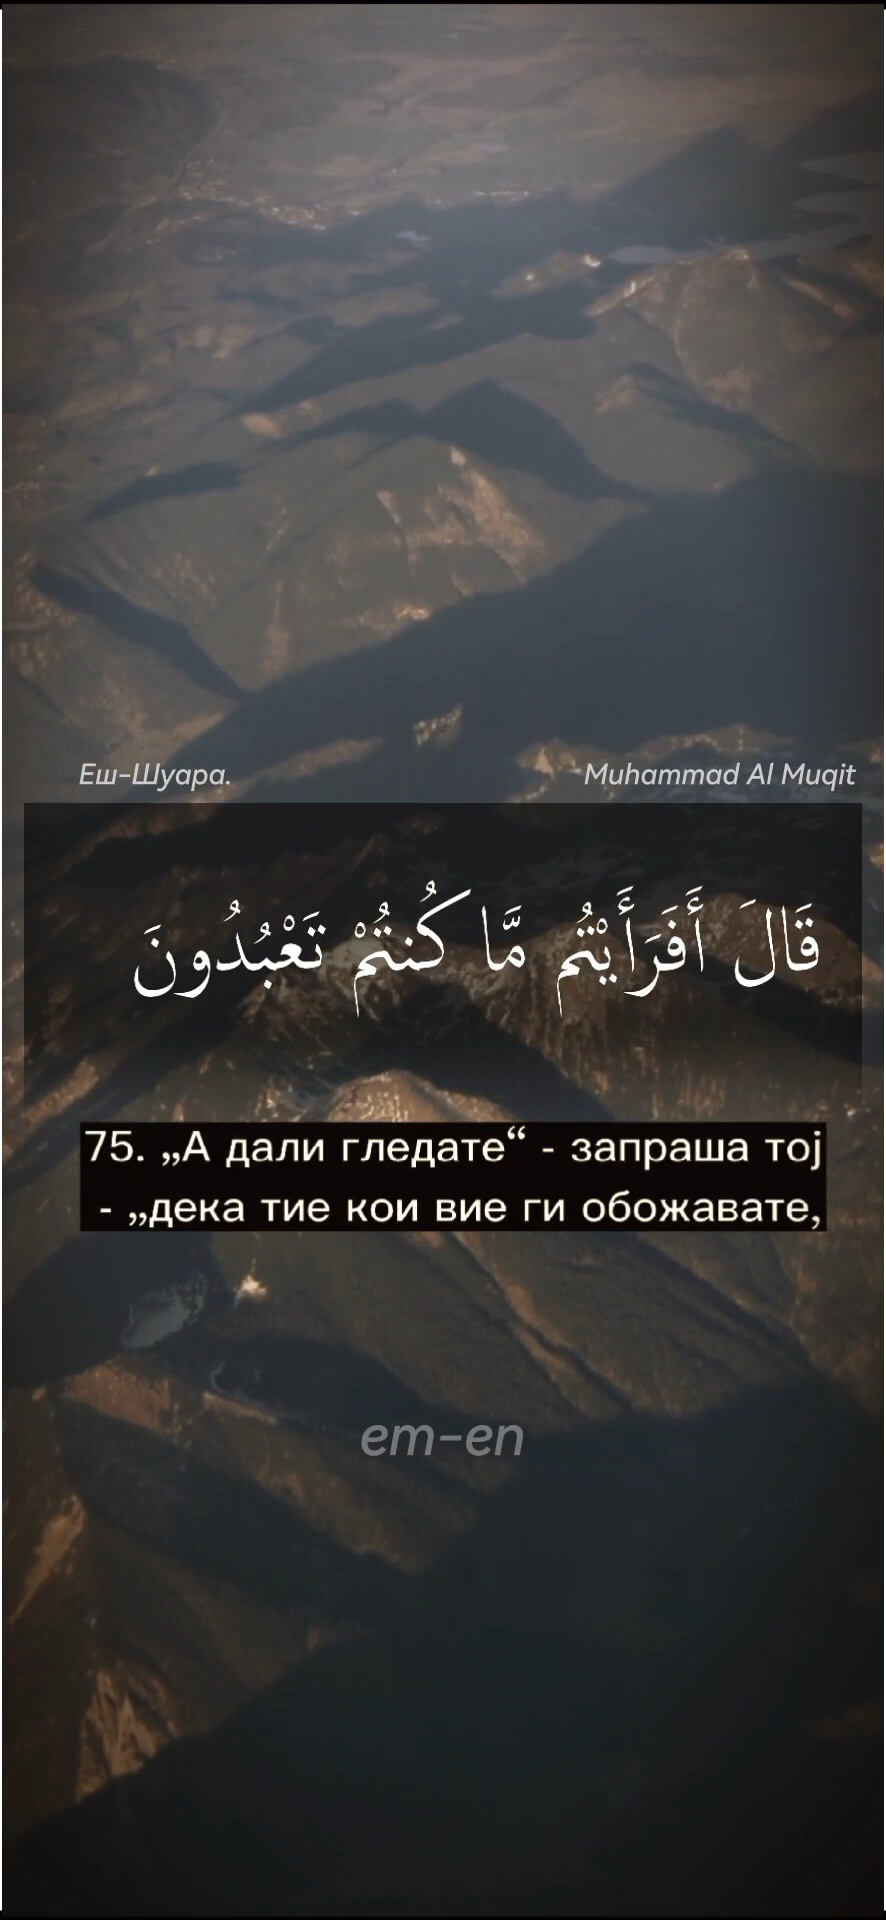 Еш-Шуара.
Muhammad Al Muqit
قَالَ أَفَرَأَيْتُم مَّا كُنتُمْ تَعْبُدُونَ
75. „А дали гледате“ - запраша тој
- „дека тие кои вие ги обожавате,
em-en